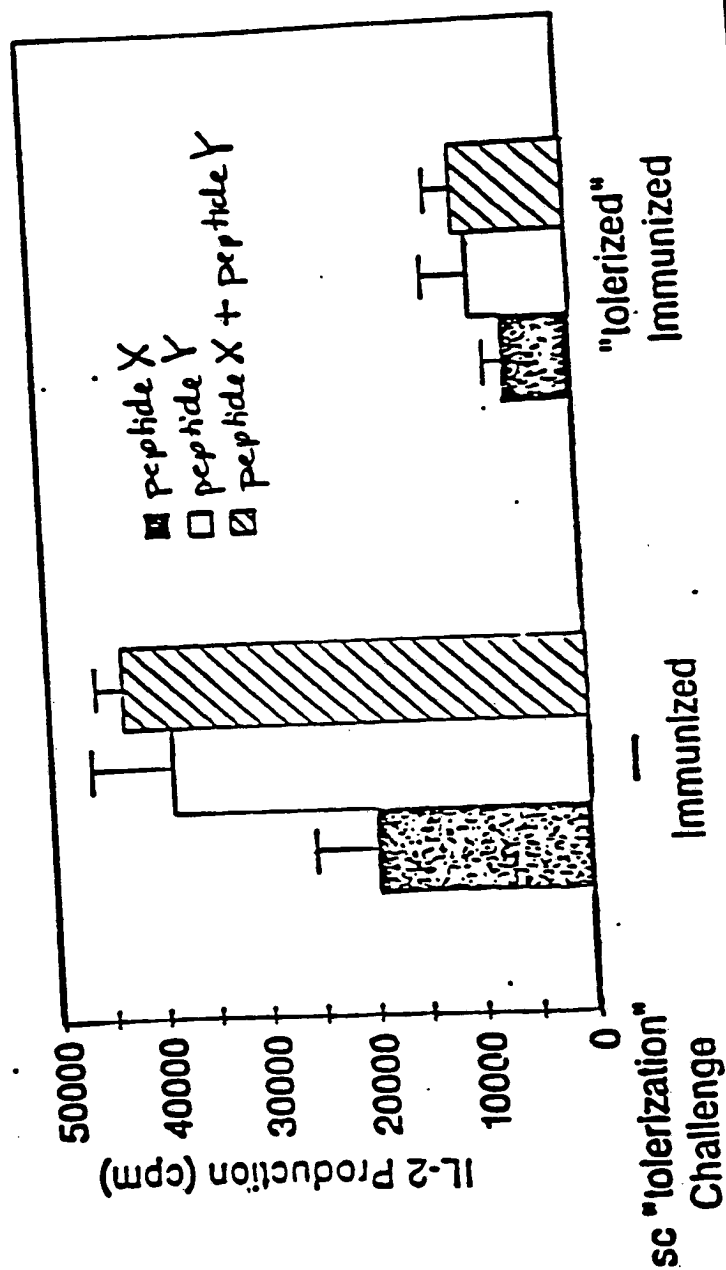 50000
40000
30000
20000
10000
0
IL-2 Production (cpm)
peptide X
peptide Y
peptide X + peptide Y
sc "tolerization" — "tolerized"
Challenge Immunized Immunized